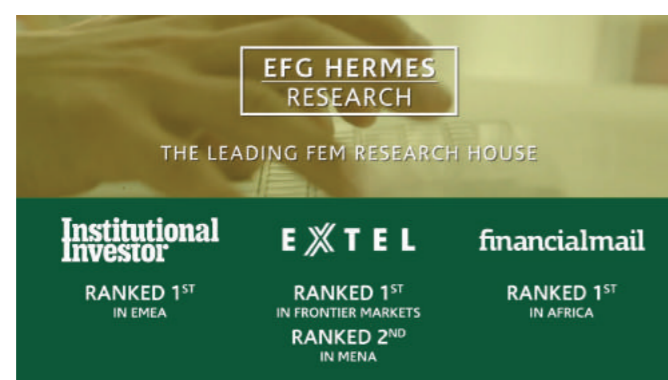 EFG HERMES
RESEARCH
THE LEADING FEM RESEARCH HOUSE
Institutional
Investor
RANKED 1ST
IN EMEA
EXTEL
RANKED 1ST
IN FRONTIER MARKETS
RANKED 2ND
IN MENA
financialmail
RANKED 1ST
IN AFRICA